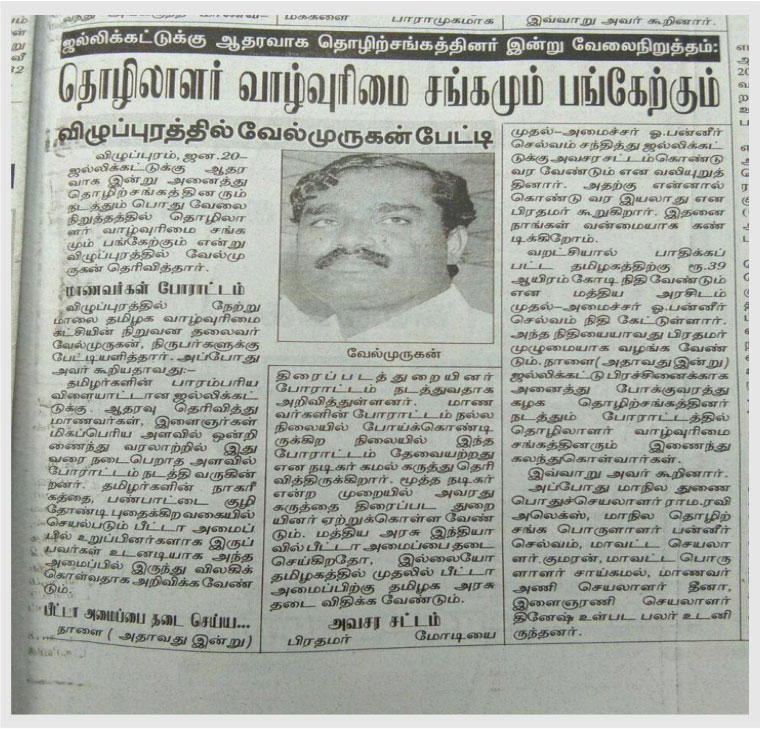 பாராமுகமாக
இவ்வாறு அவர் கூறினார்.
ஜல்லிக்கட்டுக்கு ஆதரவாக தொழிற்சங்கத்தினர் இன்று வேலைநிறுத்தம்:
தொழிலாளர் வாழ்வுரிமை சங்கமும் பங்கேற்கும்
விழுப்புரத்தில் வேல்முருகன் பேட்டி
விழுப்புரம், ஜன.20–
ஜல்லிக்கட்டுக்கு ஆதர
வாக இன்று அனைத்து
தொழிற்சங்கத்தினரும்
நடத்தும் பொது வேலை
நிறுத்தத்தில் தொழிலா
ளர் வாழ்வுரிமை சங்க
மும் பங்கேற்கும் என்று
விழுப்புரத்தில் வேல்மு
ருகன் தெரிவித்தார்.
மாணவர்கள் போராட்டம்
விழுப்புரத்தில் நேற்று
மாலை தமிழக வாழ்வுரிமை
கட்சியின் நிறுவன தலைவர்
வேல்முருகன், நிருபர்களுக்கு
பேட்டியளித்தார். அப்போது
அவர் கூறியதாவது:–
தமிழர்களின் பாரம்பரிய
விளையாட்டான ஜல்லிக்கட்
டுக்கு ஆதரவு தெரிவித்து
மாணவர்கள், இளைஞர்கள்
மிகப்பெரிய அளவில் ஒன்றி
ணைந்து வரலாற்றில் இது
வரை நடைபெறாத அளவில்
போராட்டம் நடத்தி வருகின்
றனர். தமிழர்களின் நாகரீ
கத்தை, பண்பாட்டை குழி
தோண்டி புதைக்கிற வகையில்
செயல்படும் பீட்டா அமைப்
பில் உறுப்பினர்களாக இருப்
பவர்கள் உடனடியாக அந்த
அமைப்பில் இருந்து விலகிக்
கொள்வதாக அறிவிக்க வேண்
டும்.
பீட்டா அமைப்பை தடை செய்ய...
நாளை ( அதாவது இன்று)
வேல்முருகன்
திரைப்படத்துறையினர்
போராட்டம் நடத்துவதாக
அறிவித்துள்ளனர். மாண
வர்களின் போராட்டம் நல்ல
நிலையில் போய்க்கொண்டி
ருக்கிற நிலையில் இந்த
போராட்டம் தேவையற்றது
என நடிகர் கமல் கருத்து தெரி
வித்திருக்கிறார். மூத்த நடிகர்
என்ற முறையில் அவரது
கருத்தை திரைப்பட துறை
யினர் ஏற்றுக்கொள்ள வேண்
டும். மத்திய அரசு இந்தியா
வில் பீட்டா அமைப்பை தடை
செய்கிறதோ, இல்லையோ
தமிழகத்தில் முதலில் பீட்டா
அமைப்பிற்கு தமிழக அரசு
தடை விதிக்க வேண்டும்.
அவசர சட்டம்
பிரதமர் மோடியை
முதல்–அமைச்சர் ஓ.பன்னீர்
செல்வம் சந்தித்து ஜல்லிக்கட்
டுக்கு அவசர சட்டம் கொண்டு
வர வேண்டும் என வலியுறுத்
தினார். அதற்கு என்னால்
கொண்டு வர இயலாது என
பிரதமர் கூறுகிறார். இதனை
நாங்கள் வன்மையாக கண்
டிக்கிறோம்.
வறட்சியால் பாதிக்கப்
பட்ட தமிழகத்திற்கு ரூ.39
ஆயிரம் கோடி நிதி வேண்டும்
என மத்திய அரசிடம்
முதல்–அமைச்சர் ஓ.பன்னீர்
செல்வம் நிதி கேட்டுள்ளார்.
அந்த நிதியையாவது பிரதமர்
முழுமையாக வழங்க வேண்
டும். நாளை ( அதாவது இன்று)
ஜல்லிக்கட்டு பிரச்சினைக்காக
அனைத்து போக்குவரத்து
கழக தொழிற்சங்கத்தினர்
நடத்தும் போராட்டத்தில்
தொழிலாளர் வாழ்வுரிமை
சங்கத்தினரும் இணைந்து
கலந்துகொள்வார்கள்.
இவ்வாறு அவர் கூறினார்.
அப்போது மாநில துணை
பொதுச்செயலாளர் ராம.ரவி
அலெக்ஸ், மாநில தொழிற்
சங்க பொருளாளர் பன்னீர்
செல்வம், மாவட்ட செயலா
ளர் குமரன், மாவட்ட பொரு
ளாளர் சாய்கமல், மாணவர்
அணி செயலாளர் தீனா,
இளைஞரணி செயலாளர்
தினேஷ் உள்பட பலர் உடனி
ருந்தனர்.